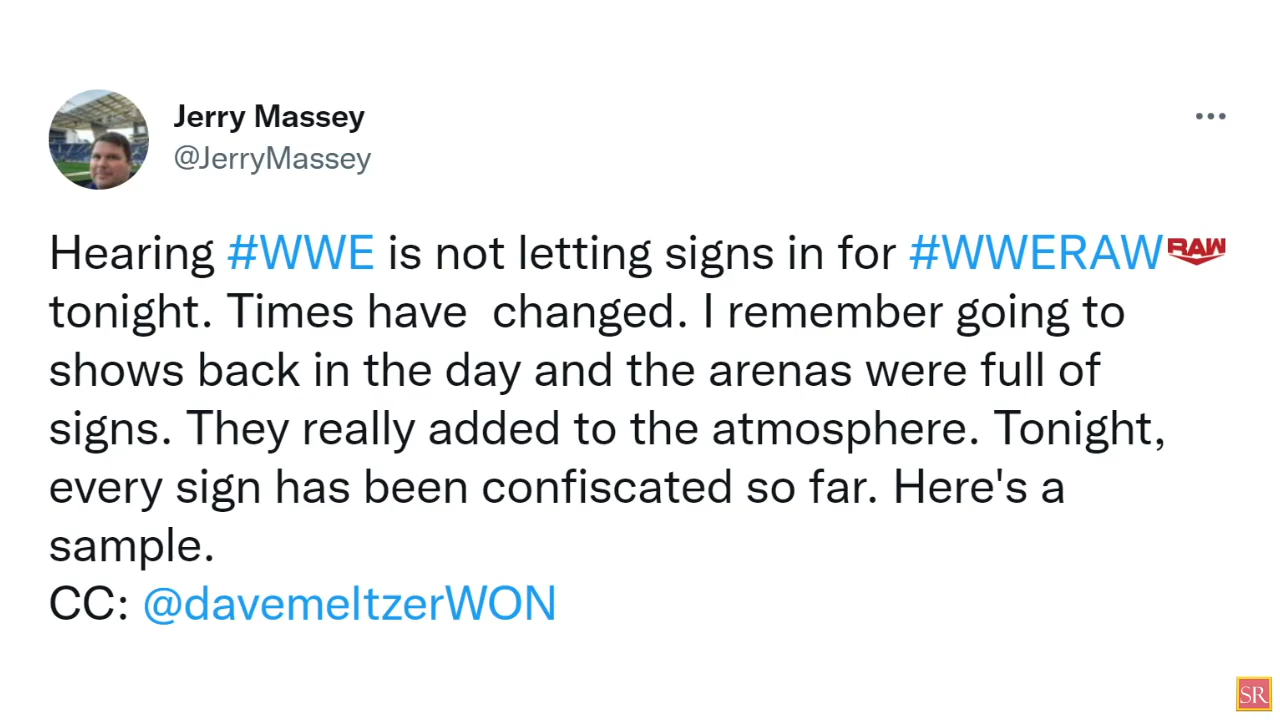 Jerry Massey
@JerryMassey
Hearing #WWE is not letting signs in for #WWERAW RAW
tonight. Times have  changed. I remember going to
shows back in the day and the arenas were full of
signs. They really added to the atmosphere. Tonight,
every sign has been confiscated so far. Here's a
sample.
CC: @davemeltzerWON
SR